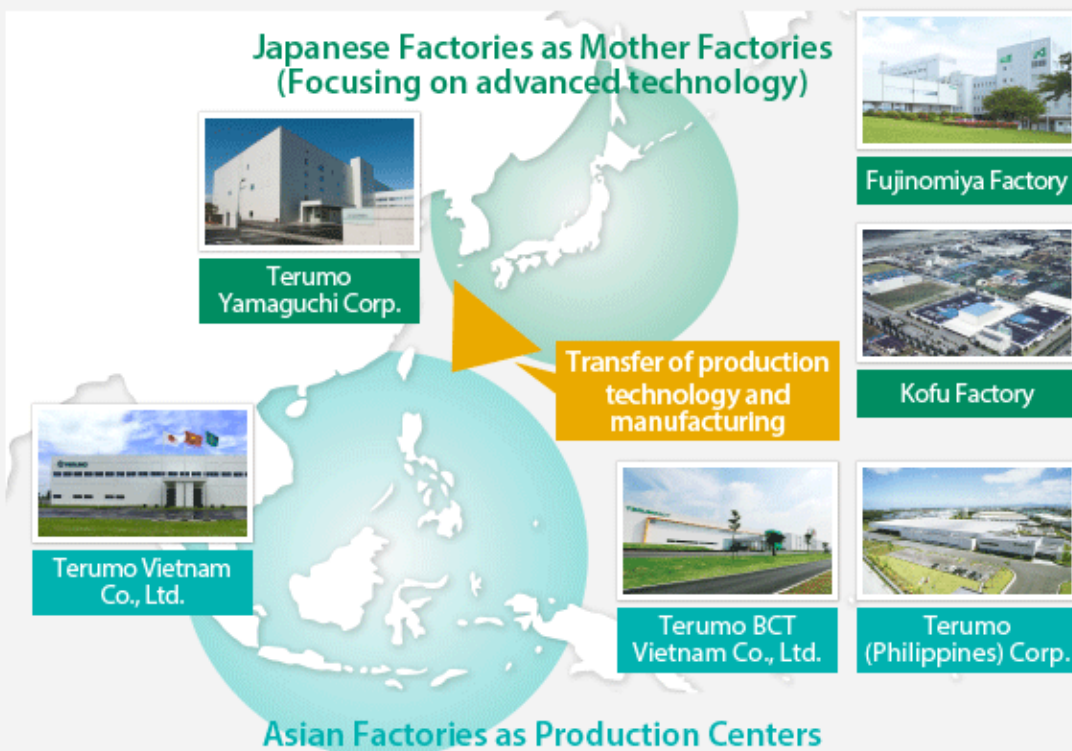 Japanese Factories as Mother Factories
(Focusing on advanced technology)
Fujinomiya Factory
Terumo
Yamaguchi Corp.
Transfer of production
technology and
manufacturing
Kofu Factory
Terumo Vietnam
Co., Ltd.
Terumo BCT
Vietnam Co., Ltd.
Terumo
(Philippines) Corp.
Asian Factories as Production Centers